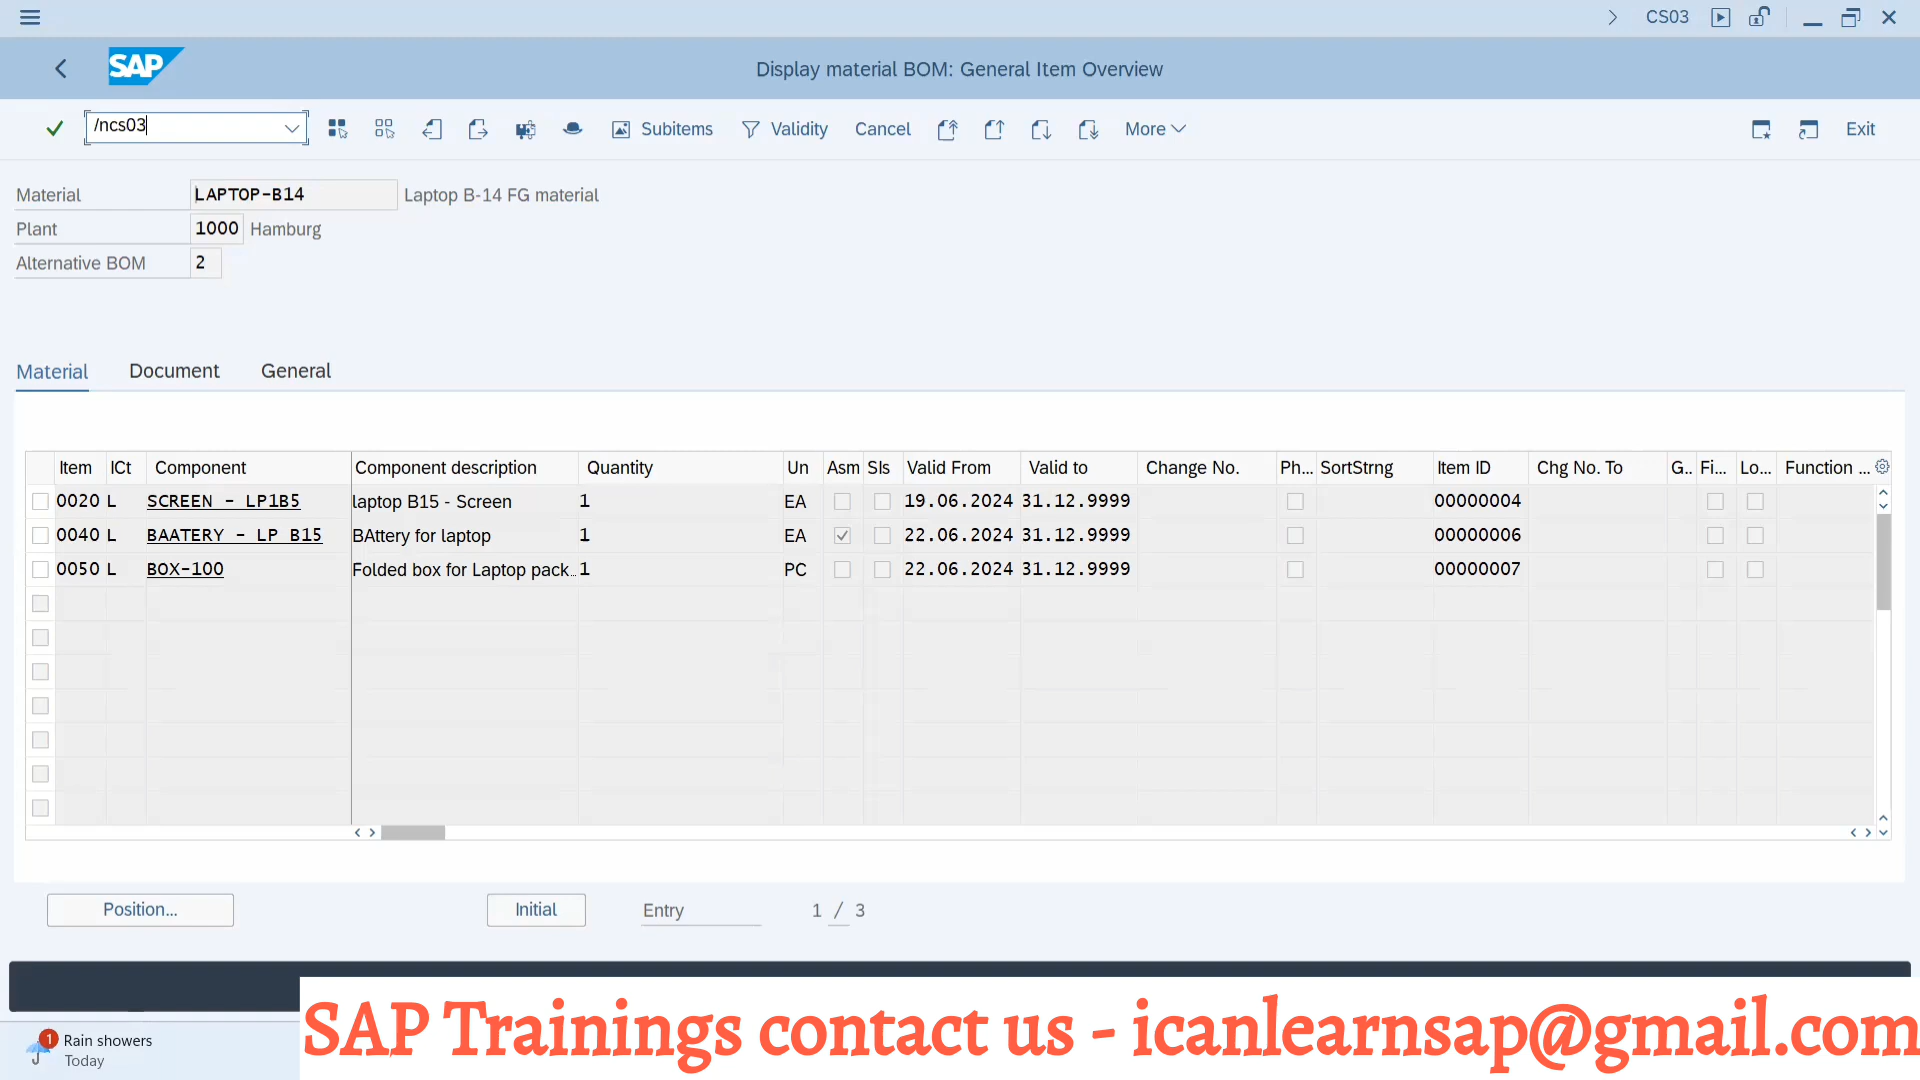 CS03
SAP
Display material BOM: General Item Overview
/ncs03
Subitems
Validity
Cancel
More
Exit
Material LAPTOP-B14 Laptop B-14 FG material
Plant 1000 Hamburg
Alternative BOM 2
Material Document General
Item ICt Component Component description Quantity Un Asm SIs Valid From Valid to Change No. Ph... SortStrng Item ID Chg No. To G.. Fi... Lo... Function ...
0020 L SCREEN - LP1B5 laptop B15 - Screen 1 EA 19.06.2024 31.12.9999 00000004
0040 L BAATERY - LP B15 BAttery for laptop 1 EA 22.06.2024 31.12.9999 00000006
0050 L BOX-100 Folded box for Laptop pack... 1 PC 22.06.2024 31.12.9999 00000007
Position... Initial Entry 1 / 3
1
Rain showers
Today
SAP Trainings contact us - icanlearnsap@gmail.com